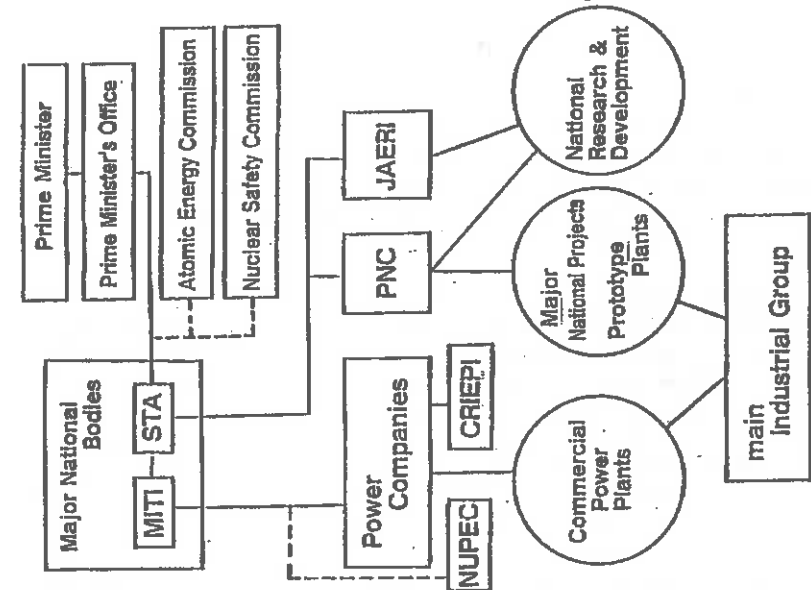 Prime Minister
Prime Minister's Office
Atomic Energy Commission
Nuclear Safety Commission
Major National
Bodies
MITI
STA
JAERI
PNC
Power
Companies
CRIEPI
NUPEC
National
Research &
Development
Major
National Projects
Prototype
Plants
Commercial
Power
Plants
main
Industrial Group